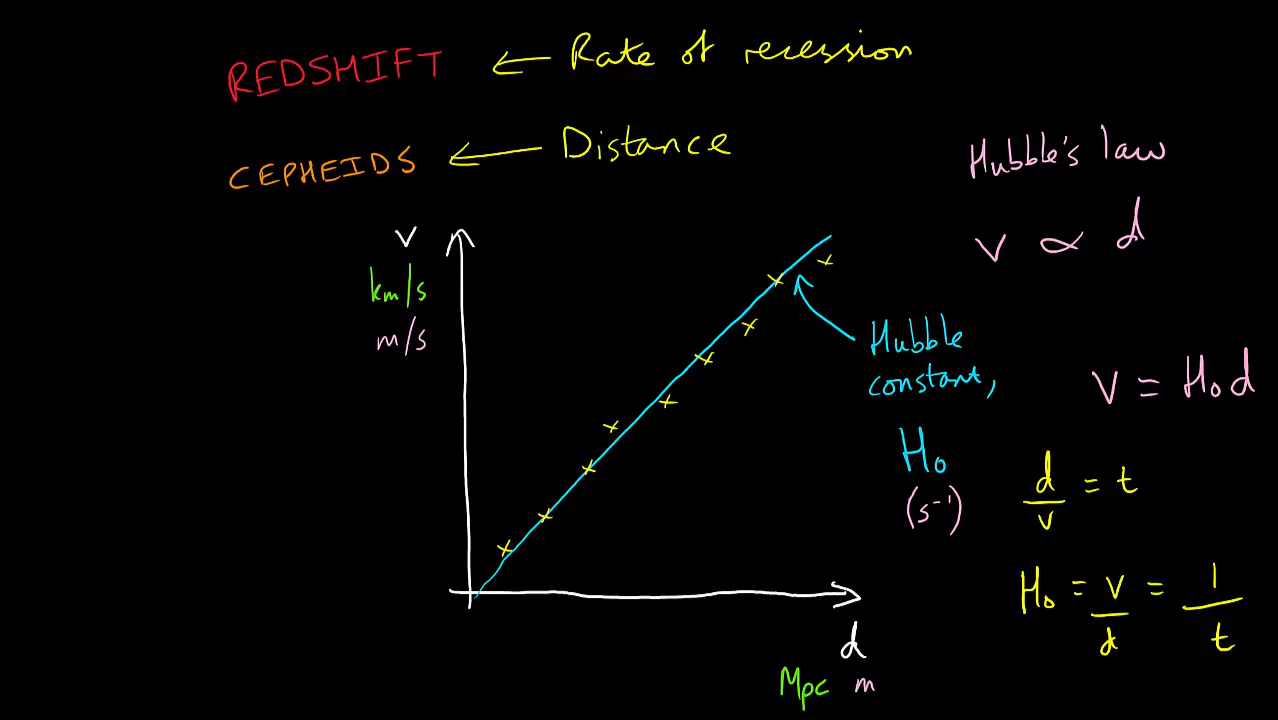 REDSHIFT ← Rate of recession
CEPHEIDS ← Distance
Hubble's law
v ∝ d
v
km/s
m/s
Hubble
constant,
H₀
(s⁻¹)
v = H₀d
d/v = t
H₀ = v/d = 1/t
d
Mpc m